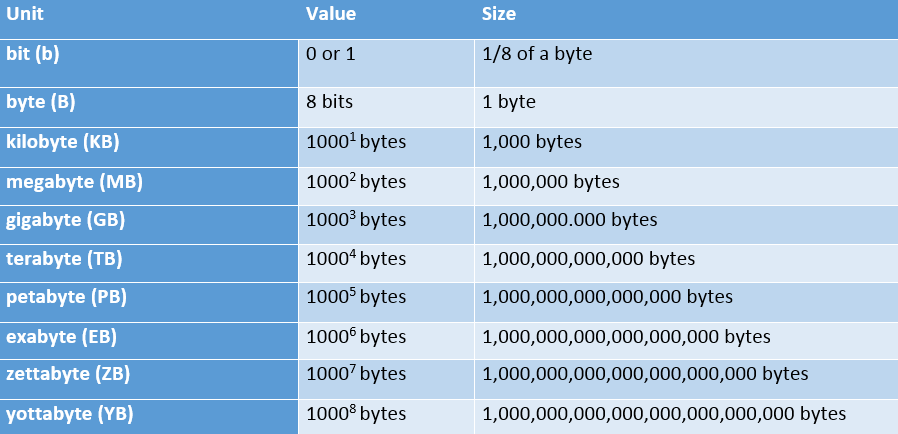 Unit Value Size
bit (b) 0 or 1 1/8 of a byte
byte (B) 8 bits 1 byte
kilobyte (KB) 1000¹ bytes 1,000 bytes
megabyte (MB) 1000² bytes 1,000,000 bytes
gigabyte (GB) 1000³ bytes 1,000,000.000 bytes
terabyte (TB) 1000⁴ bytes 1,000,000,000,000 bytes
petabyte (PB) 1000⁵ bytes 1,000,000,000,000,000 bytes
exabyte (EB) 1000⁶ bytes 1,000,000,000,000,000,000 bytes
zettabyte (ZB) 1000⁷ bytes 1,000,000,000,000,000,000,000 bytes
yottabyte (YB) 1000⁸ bytes 1,000,000,000,000,000,000,000,000 bytes